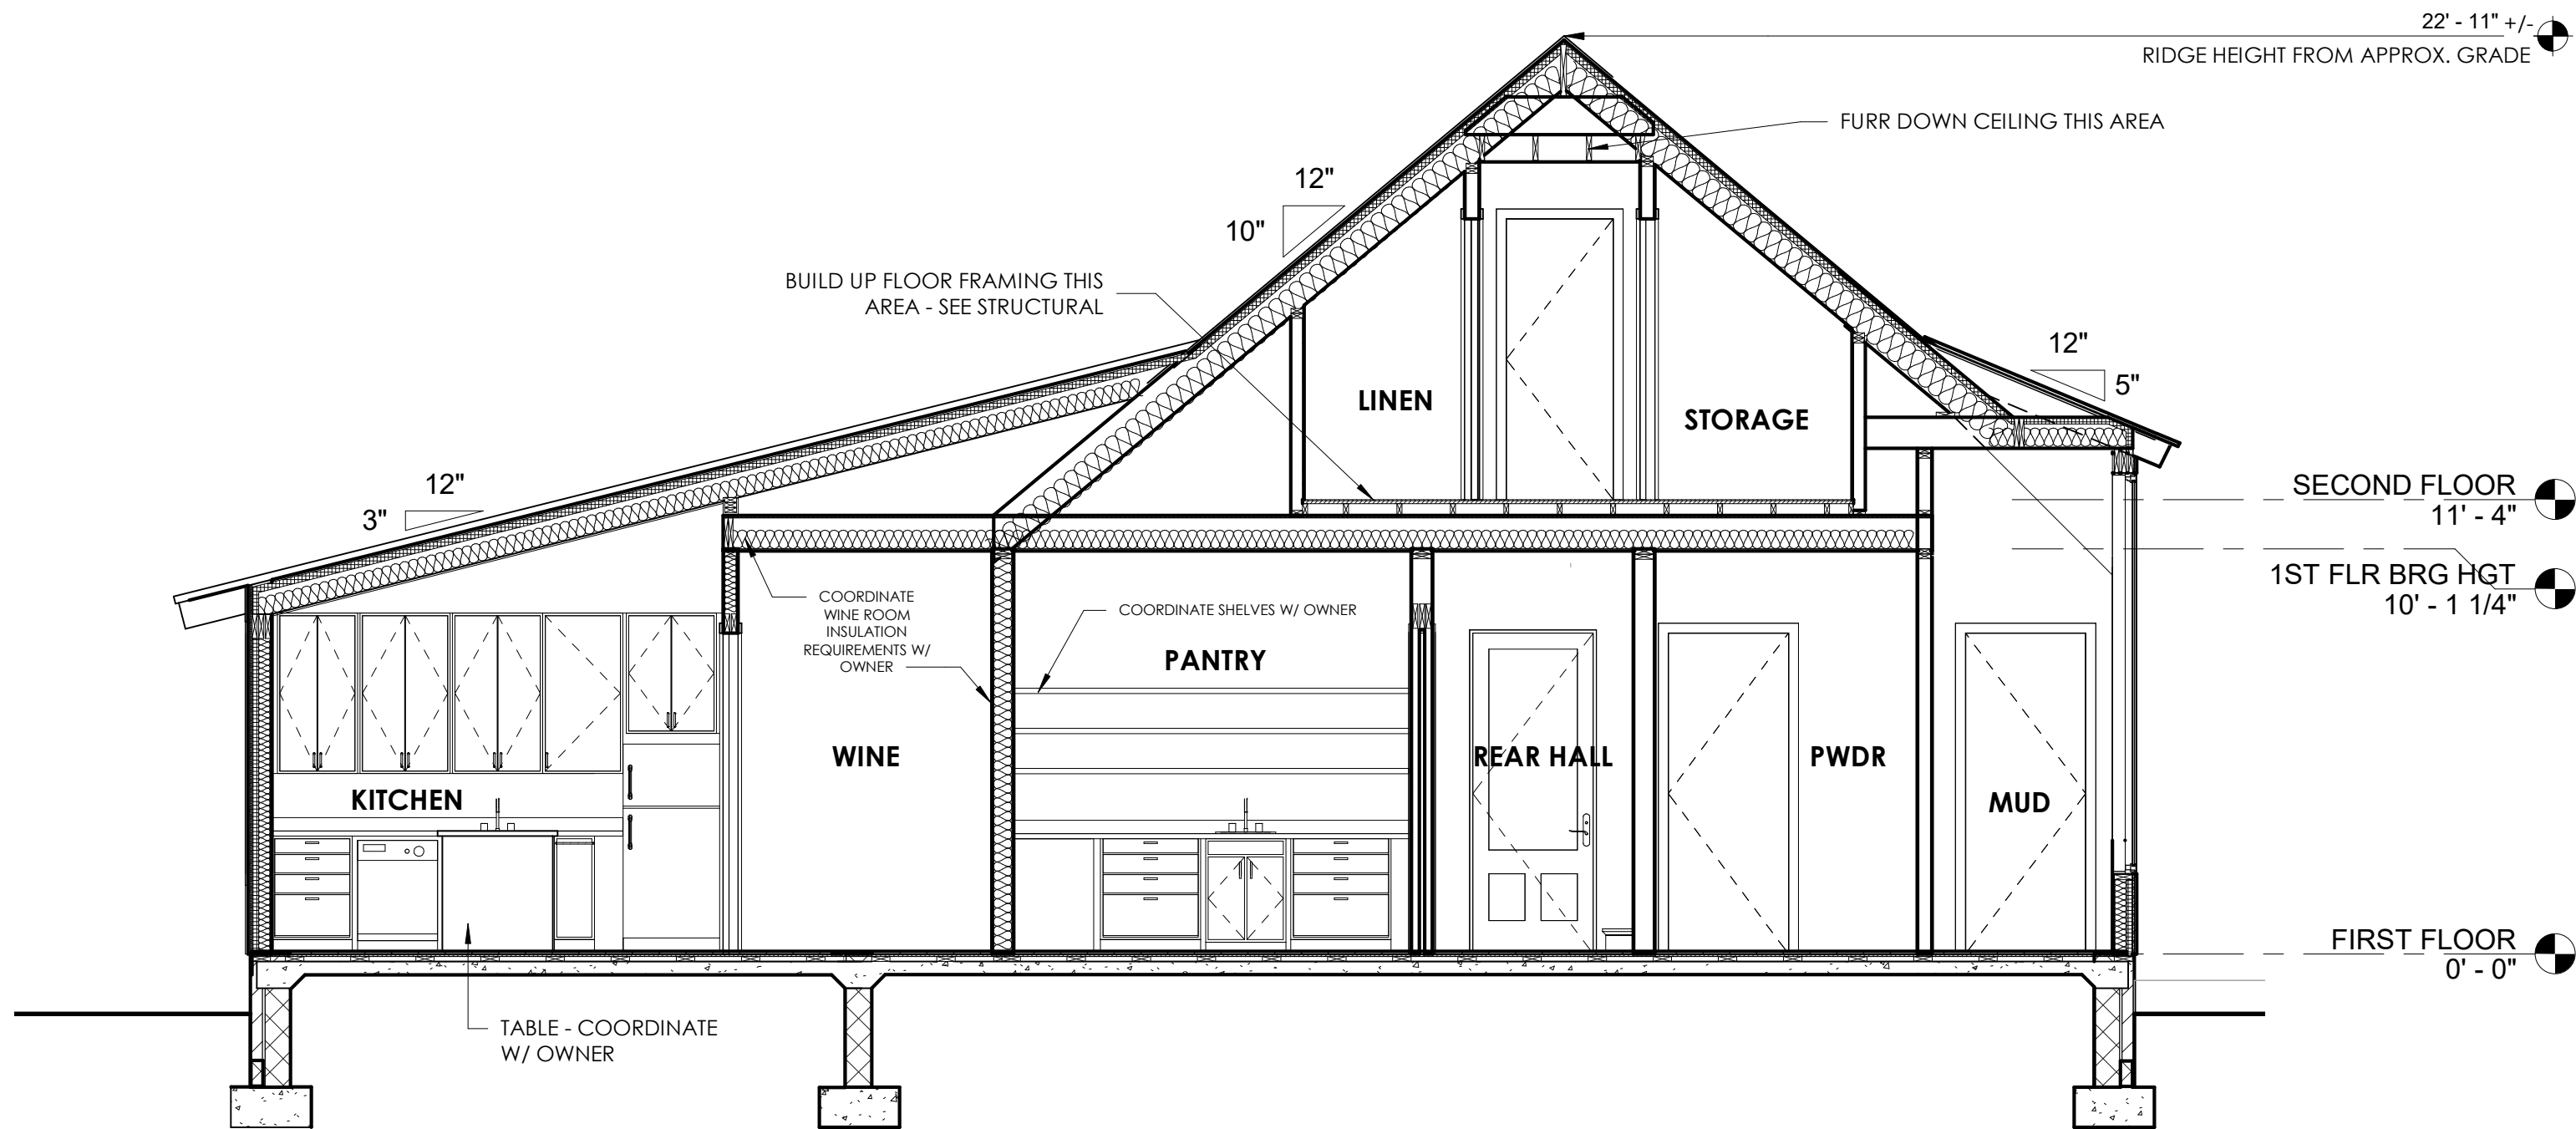 22' - 11" +/-
RIDGE HEIGHT FROM APPROX. GRADE
FURR DOWN CEILING THIS AREA
12"
10"
BUILD UP FLOOR FRAMING THIS
AREA - SEE STRUCTURAL
12"
5"
LINEN
STORAGE
12"
3"
SECOND FLOOR
11' - 4"
1ST FLR BRG HGT
10' - 1 1/4"
COORDINATE
WINE ROOM
INSULATION
REQUIREMENTS W/
OWNER
COORDINATE SHELVES W/ OWNER
PANTRY
WINE
REAR HALL
PWDR
KITCHEN
MUD
FIRST FLOOR
0' - 0"
TABLE - COORDINATE
W/ OWNER